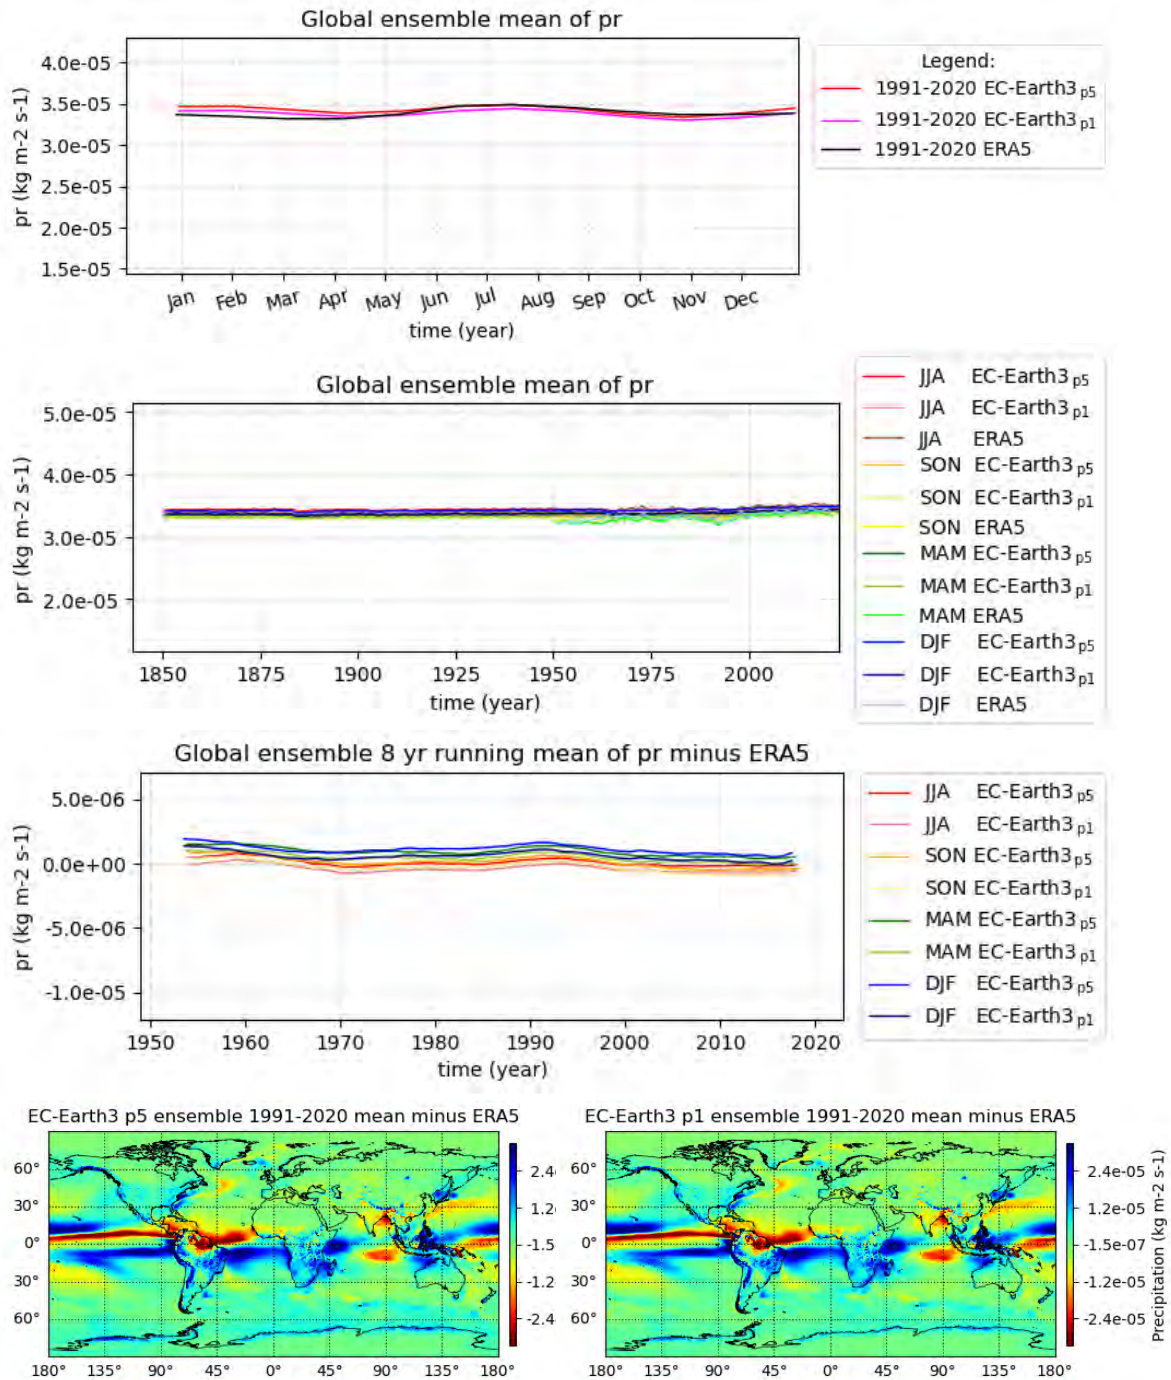 Global ensemble mean of pr
4.0e-05
3.5e-05
3.0e-05
2.5e-05
2.0e-05
1.5e-05
pr (kg m-2 s-1)
Jan Feb Mar Apr May Jun Jul Aug Sep Oct Nov Dec
time (year)
Legend:
1991-2020 EC-Earth3 p5
1991-2020 EC-Earth3 p1
1991-2020 ERA5
Global ensemble mean of pr
5.0e-05
4.0e-05
3.0e-05
2.0e-05
pr (kg m-2 s-1)
1850 1875 1900 1925 1950 1975 2000
time (year)
JJA EC-Earth3 p5
JJA EC-Earth3 p1
JJA ERA5
SON EC-Earth3 p5
SON EC-Earth3 p1
SON ERA5
MAM EC-Earth3 p5
MAM EC-Earth3 p1
MAM ERA5
DJF EC-Earth3 p5
DJF EC-Earth3 p1
DJF ERA5
Global ensemble 8 yr running mean of pr minus ERA5
5.0e-06
0.0e+00
-5.0e-06
-1.0e-05
pr (kg m-2 s-1)
1950 1960 1970 1980 1990 2000 2010 2020
time (year)
JJA EC-Earth3 p5
JJA EC-Earth3 p1
SON EC-Earth3 p5
SON EC-Earth3 p1
MAM EC-Earth3 p5
MAM EC-Earth3 p1
DJF EC-Earth3 p5
DJF EC-Earth3 p1
EC-Earth3 p5 ensemble 1991-2020 mean minus ERA5
60°
30°
0°
30°
60°
180° 135° 90° 45° 0° 45° 90° 135° 180°
2.4
1.2
-1.5
-1.2
-2.4
EC-Earth3 p1 ensemble 1991-2020 mean minus ERA5
60°
30°
0°
30°
60°
180° 135° 90° 45° 0° 45° 90° 135° 180°
2.4e-05
1.2e-05
-1.5e-07
-1.2e-05
-2.4e-05
Precipitation (kg m-2 s-1)